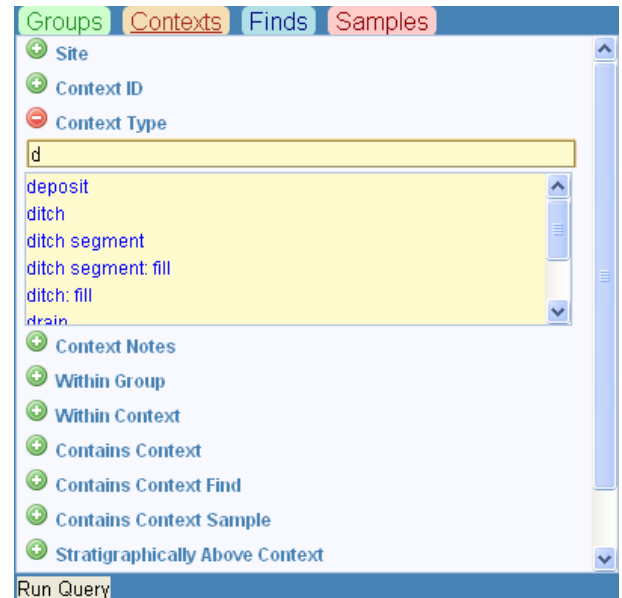 Groups Contexts Finds Samples
Site
Context ID
Context Type
d
deposit
ditch
ditch segment
ditch segment: fill
ditch: fill
drain
Context Notes
Within Group
Within Context
Contains Context
Contains Context Find
Contains Context Sample
Stratigraphically Above Context
Run Query